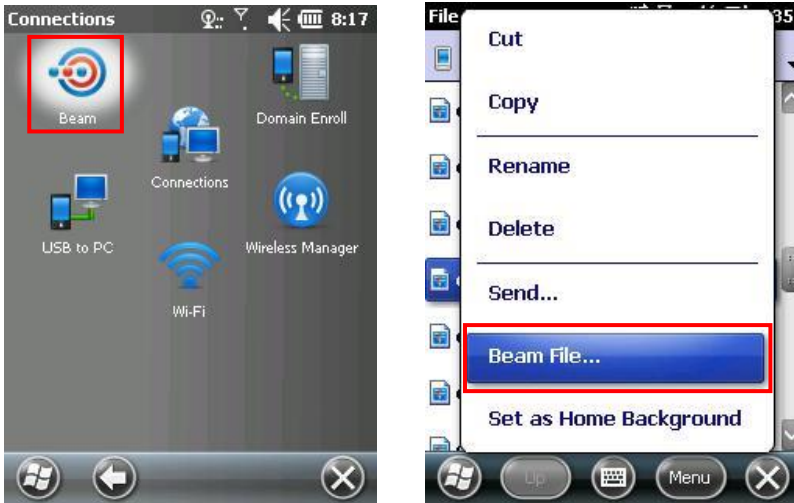 Connections 8:17
Beam
Domain Enroll
Connections
USB to PC
Wireless Manager
Wi-Fi
File
35
Cut
Copy
Rename
Delete
Send...
Beam File...
Set as Home Background
Up
Menu